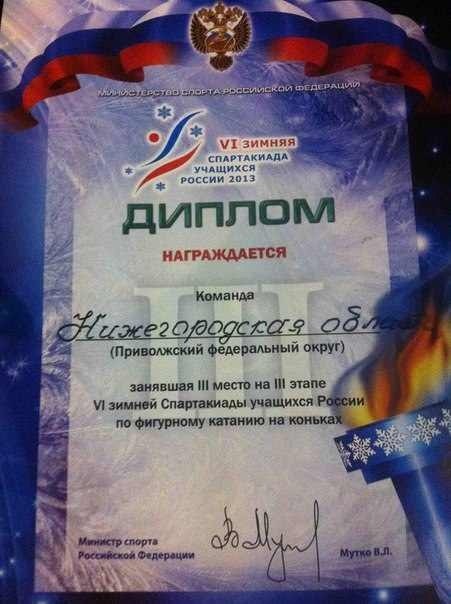 МИНИСТЕРСТВО СПОРТА РОССИЙСКОЙ ФЕДЕРАЦИИ
VI ЗИМНЯЯ
СПАРТАКИАДА
УЧАЩИХСЯ
РОССИИ 2013
ДИПЛОМ
НАГРАЖДАЕТСЯ
III
Команда
Нижегородская область
(Приволжский федеральный округ)
занявшая III место на III этапе
VI зимней Спартакиады учащихся России
по фигурному катанию на коньках
Министр спорта
Российской Федерации
Мутко В.Л.